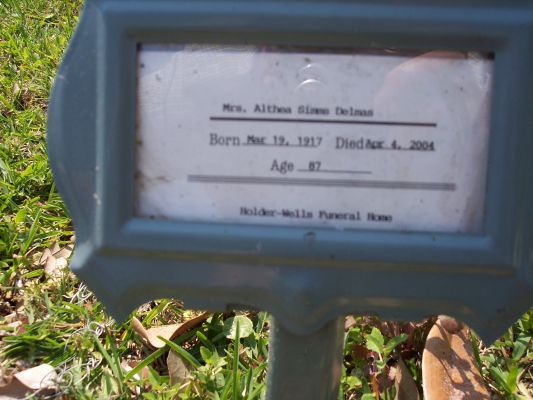 Mrs. Althea Simms Delmas
Born Mar 19, 1917 Died Apr 4, 2004
Age 87
Holder-Wells Funeral Home